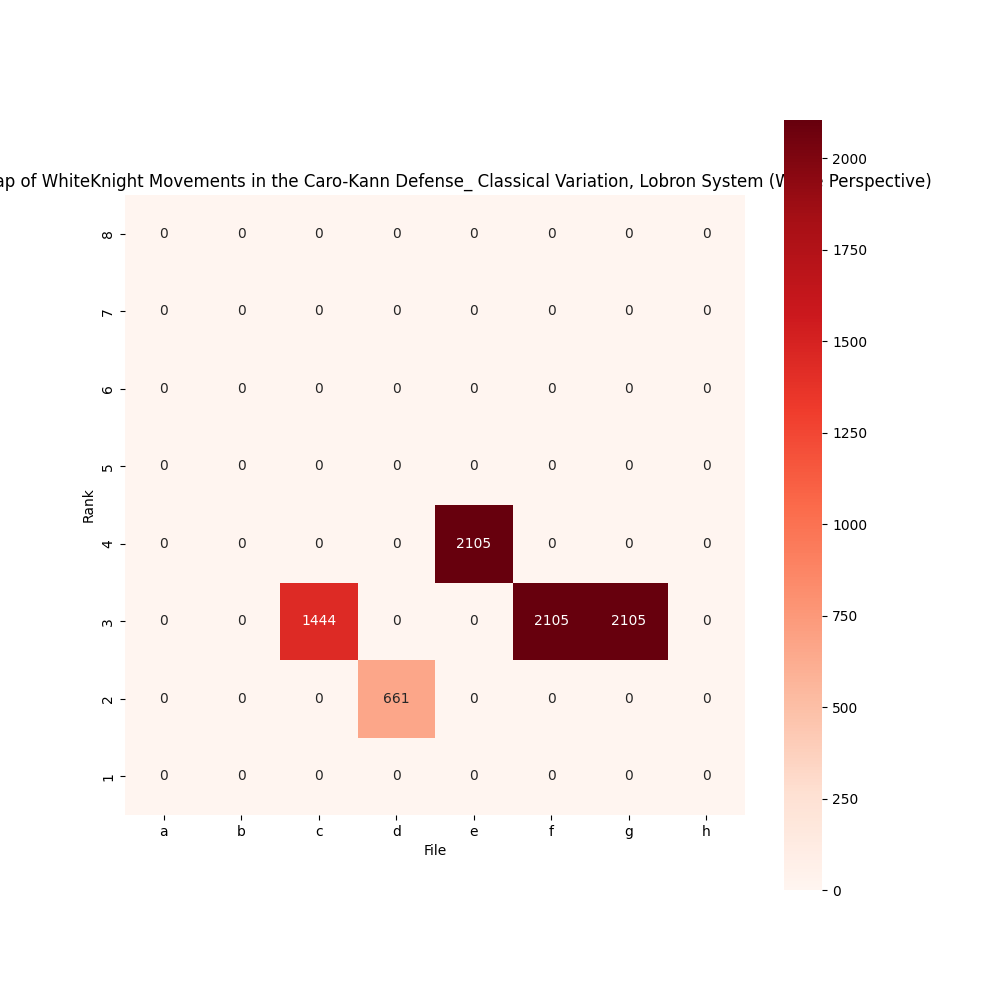 ap of WhiteKnight Movements in the Caro-Kann Defense_ Classical Variation, Lobron System (W Perspective)
2000
1750
1500
1250
1000
750
500
250
0
Rank
8 0 0 0 0 0 0 0 0
7 0 0 0 0 0 0 0 0
6 0 0 0 0 0 0 0 0
5 0 0 0 0 0 0 0 0
4 0 0 0 0 2105 0 0 0
3 0 0 1444 0 0 2105 2105 0
2 0 0 0 661 0 0 0 0
1 0 0 0 0 0 0 0 0
a b c d e f g h
File